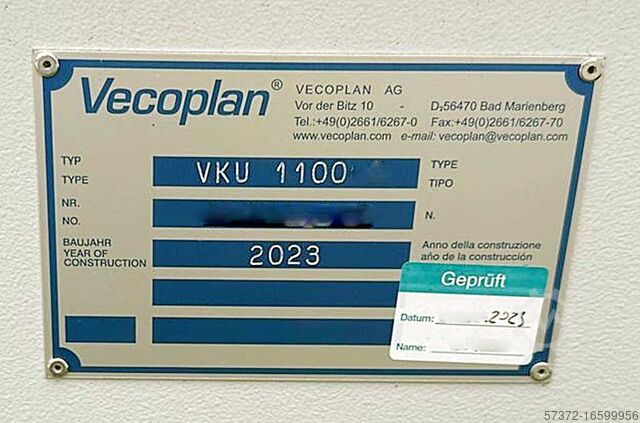 Vecoplan®
VECOPLAN AG
Vor der Bitz 10 - D-56470 Bad Marienberg
Tel.:+49(0)2661/6267-0 Fax:+49(0)2661/6267-70
www.vecoplan.com e-mail: vecoplan@vecoplan.com
TYP
TYPE
VKU 1100
TYPE
TIPO
NR.
NO.
N.
BAUJAHR
YEAR OF
CONSTRUCTION
2023
Anno della construzione
año de la construcción
Geprüft
Datum: .2023
Name:
57372-16599956